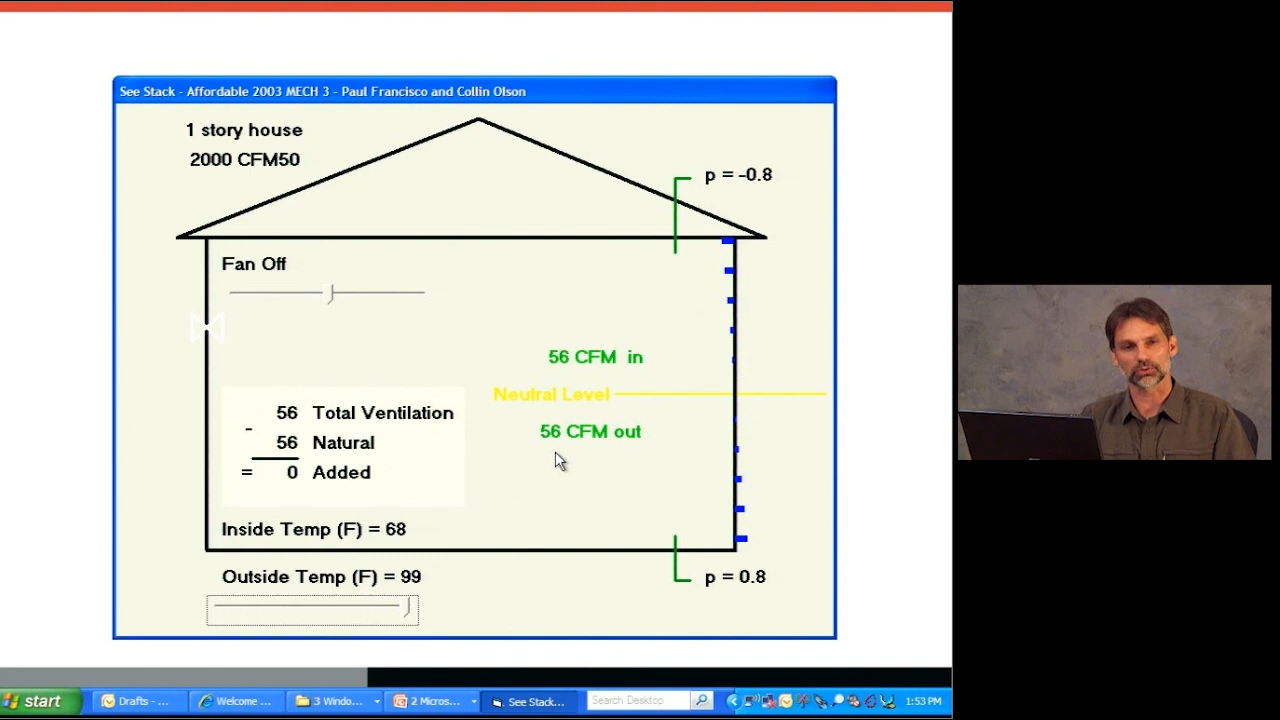 See Stack - Affordable 2003 MECH 3 - Paul Francisco and Collin Olson
1 story house
2000 CFM50
p = -0.8
Fan Off
56 CFM in
Neutral Level
56 CFM out
56 Total Ventilation
- 56 Natural
= 0 Added
Inside Temp (F) = 68
Outside Temp (F) = 99
p = 0.8
start
Drafts - ...
Welcome ...
3 Windo...
2 Micros...
See Stack...
Search Desktop
1:53 PM